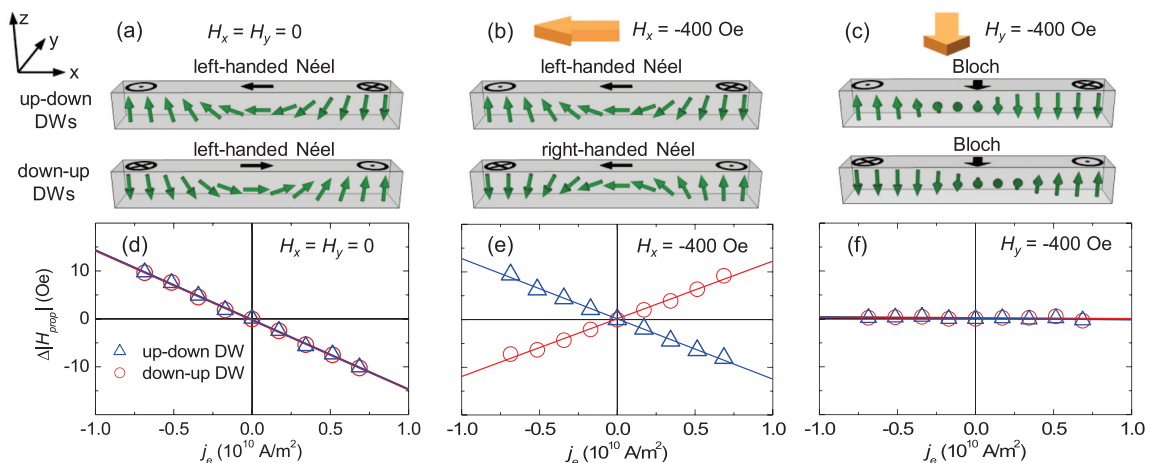 z
y
x
(a) Hx = Hy = 0
(b) Hx = -400 Oe
(c) Hy = -400 Oe
up-down DWs
left-handed Néel
left-handed Néel
Bloch
down-up DWs
left-handed Néel
right-handed Néel
Bloch
(d) Hx = Hy = 0
(e) Hx = -400 Oe
(f) Hy = -400 Oe
Δ|Hprop| (Oe)
10
0
-10
up-down DW
down-up DW
-1.0 -0.5 0.0 0.5 1.0
-1.0 -0.5 0.0 0.5 1.0
-1.0 -0.5 0.0 0.5 1.0
je (10^10 A/m²)
je (10^10 A/m²)
je (10^10 A/m²)